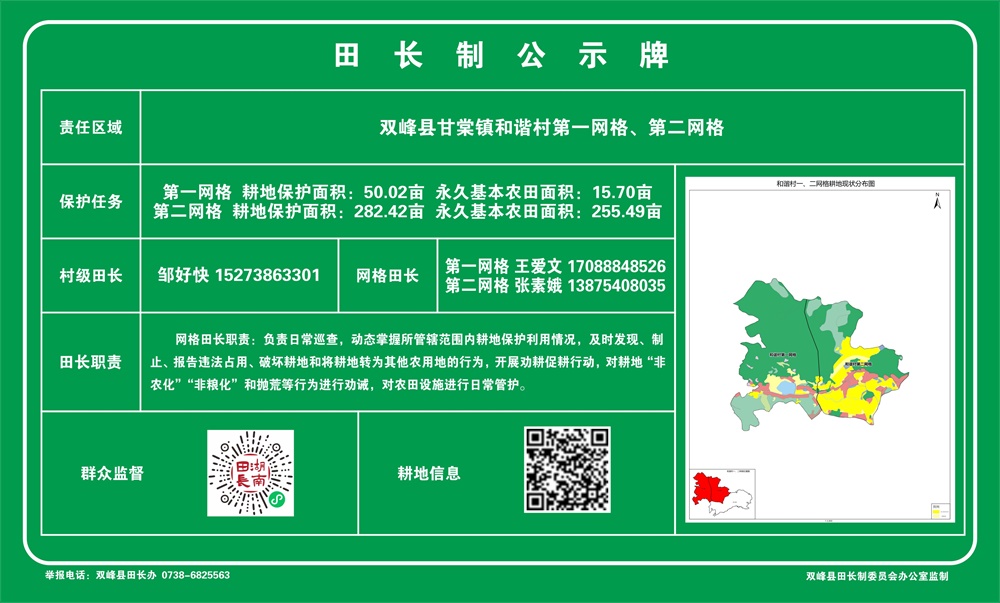 田长制公示牌
责任区域
双峰县甘棠镇和谐村第一网格、第二网格
保护任务
第一网格 耕地保护面积：50.02亩 永久基本农田面积：15.70亩
第二网格 耕地保护面积：282.42亩 永久基本农田面积：255.49亩
村级田长
邹好快 15273863301
网格田长
第一网格 王爱文 17088848526
第二网格 张素娥 13875408035
田长职责
网格田长职责：负责日常巡查，动态掌握所管辖范围内耕地保护利用情况，及时发现、制
止、报告违法占用、破坏耕地和将耕地转为其他农用地的行为，开展劝耕促耕行动，对耕地“非
农化”“非粮化”和抛荒等行为进行劝诫，对农田设施进行日常管护。
群众监督
湖南田長
耕地信息
和谐村一、二网格耕地现状分布图
N
和谐村第一网格
和谐村第二网格
举报电话：双峰县田长办 0738-6825563
双峰县田长制委员会办公室监制